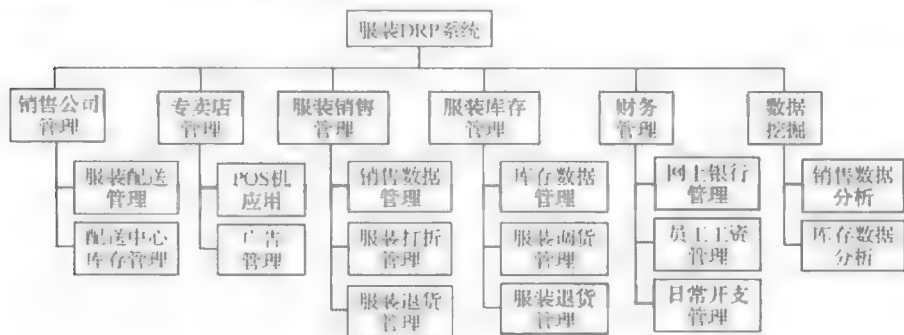 服装DRP系统
销售公司
管理
专卖店
管理
服装销售
管理
服装库存
管理
财务
管理
数据
挖掘
服装配送
管理
配送中心
库存管理
POS机
应用
广告
管理
销售数据
管理
服装打折
管理
服装退货
管理
库存数据
管理
服装调货
管理
服装退货
管理
网上银行
管理
员工工资
管理
日常开支
管理
销售数据
分析
库存数据
分析